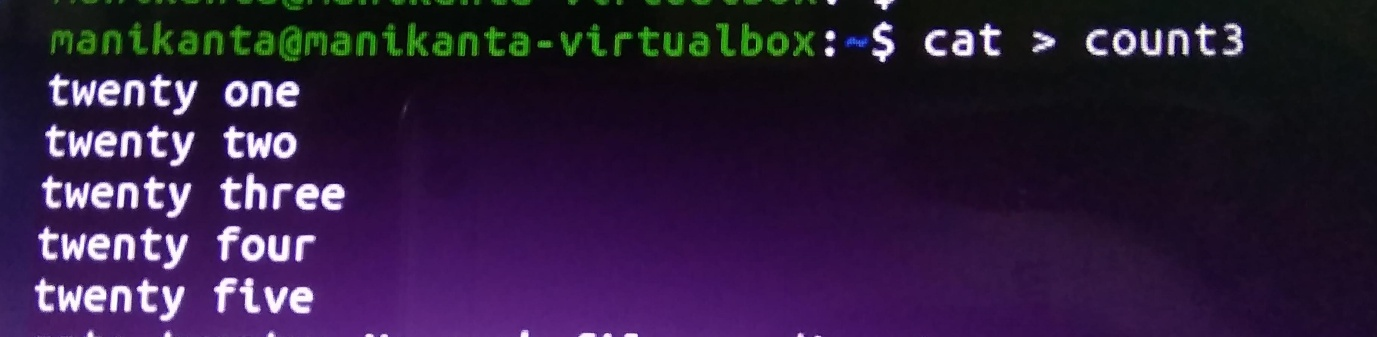 manikanta@manikanta-virtualbox:~$ cat > count3
twenty one
twenty two
twenty three
twenty four
twenty five